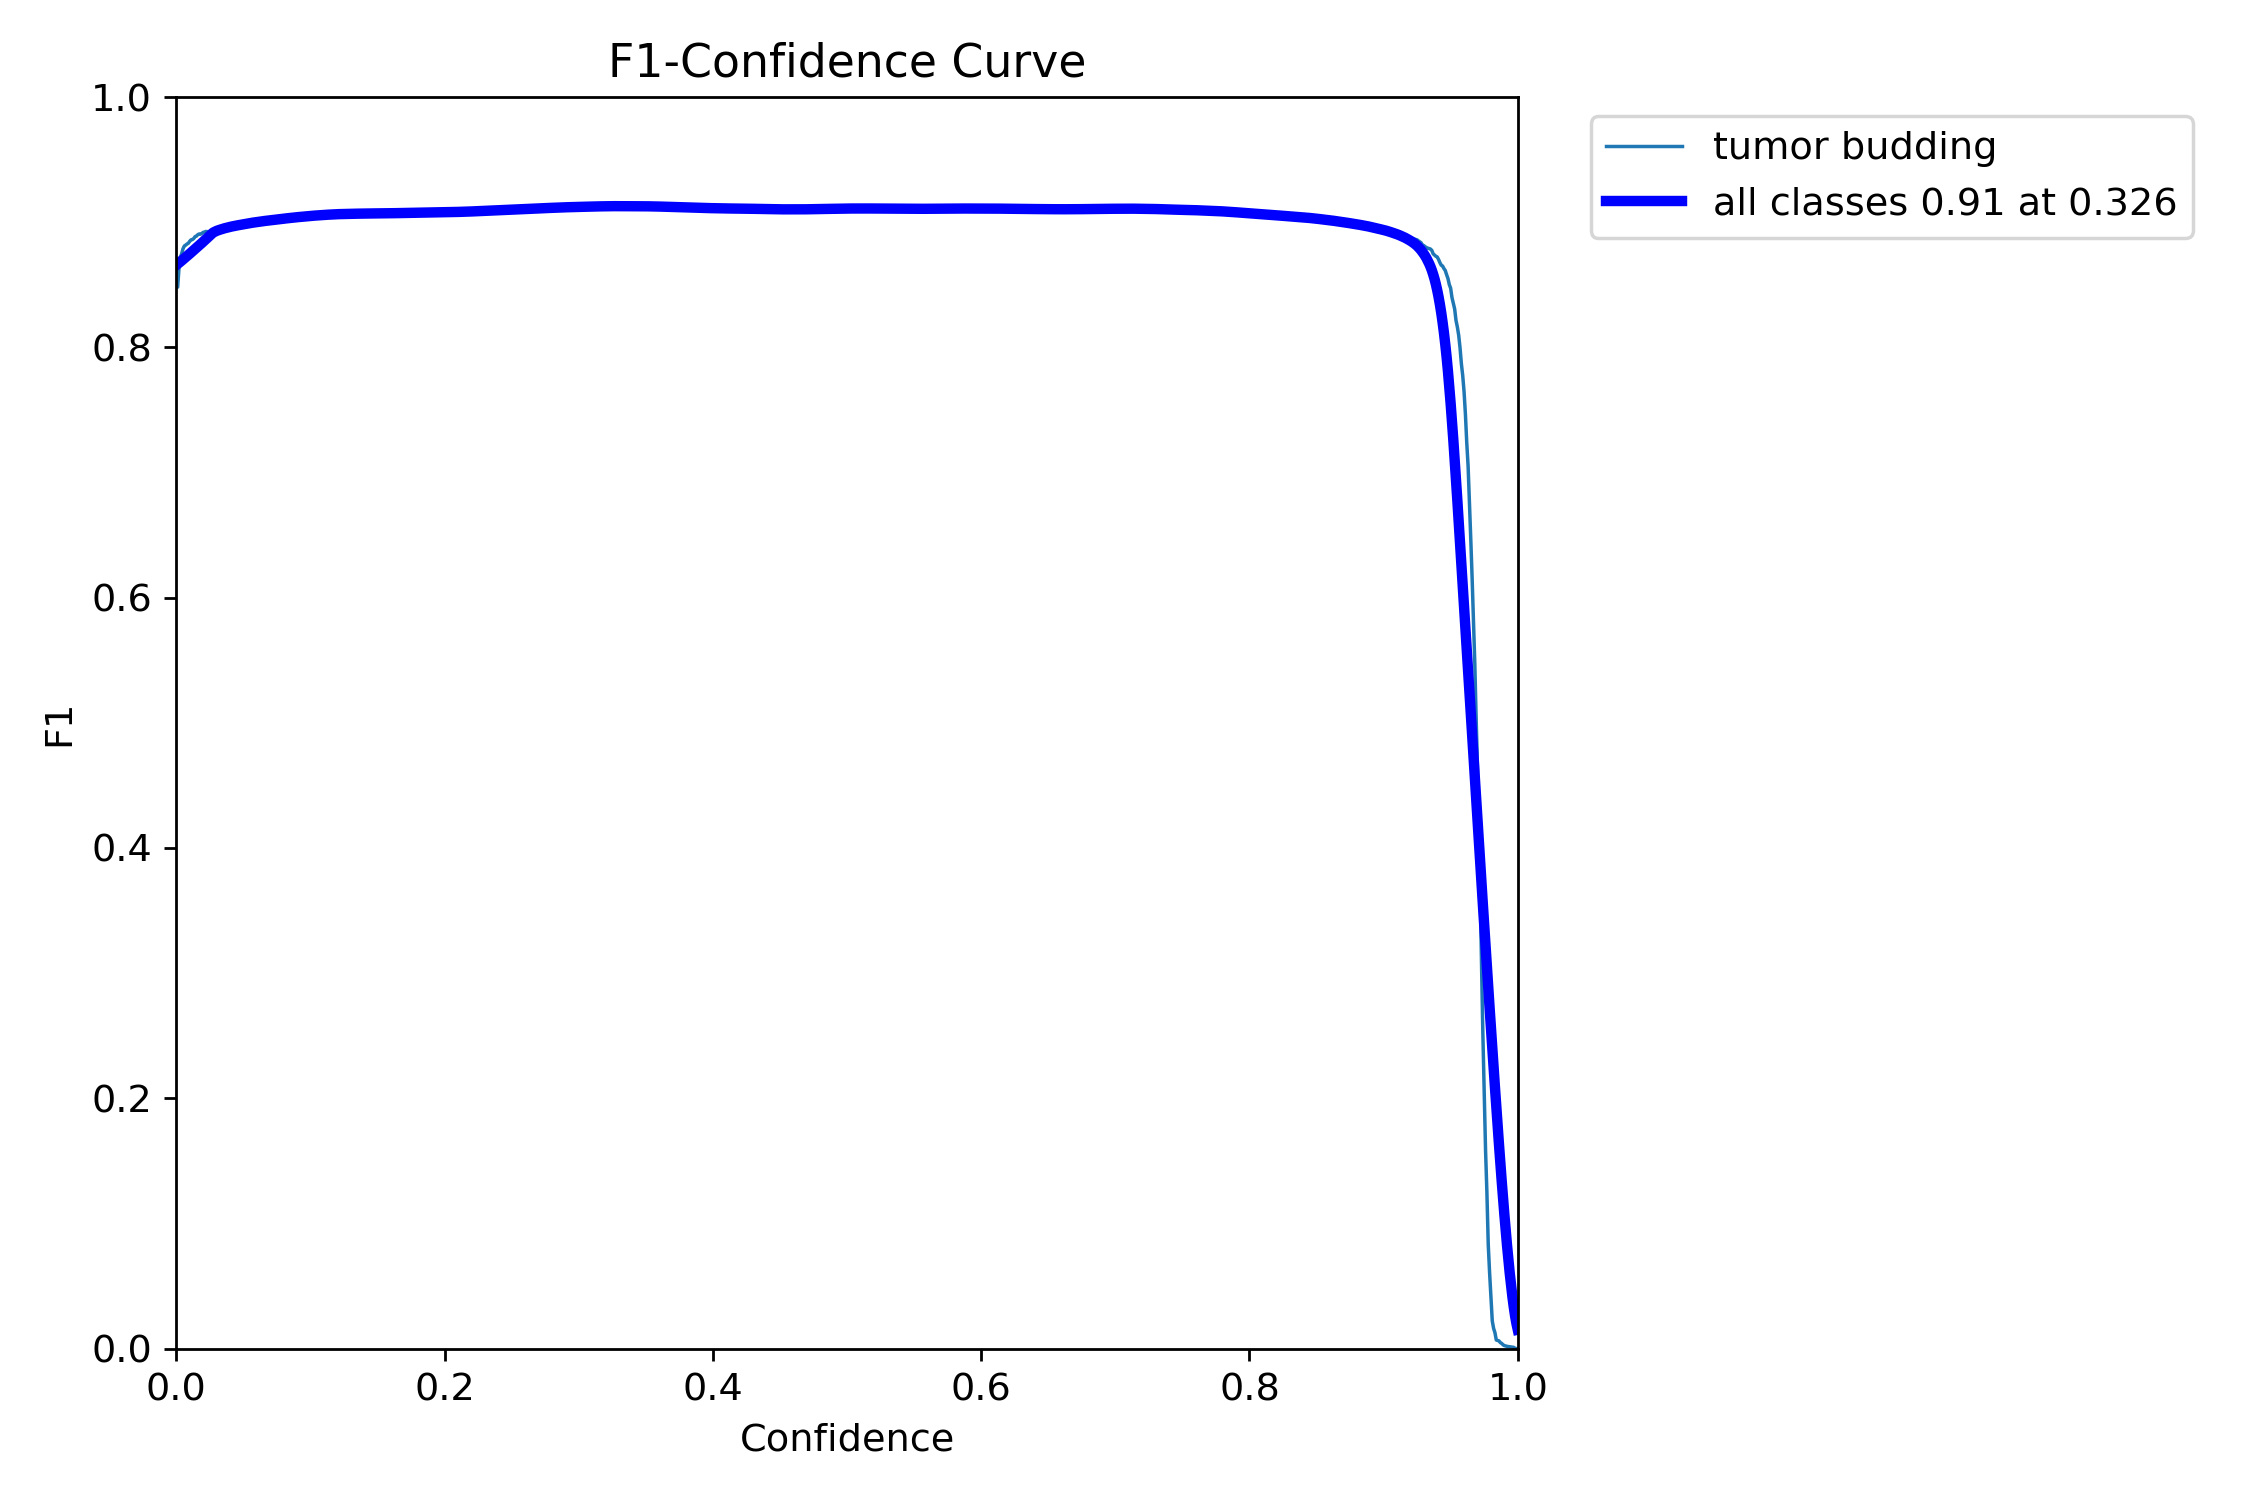 F1-Confidence Curve
1.0
0.8
0.6
0.4
0.2
0.0
F1
0.0 0.2 0.4 0.6 0.8 1.0
Confidence
tumor budding
all classes 0.91 at 0.326